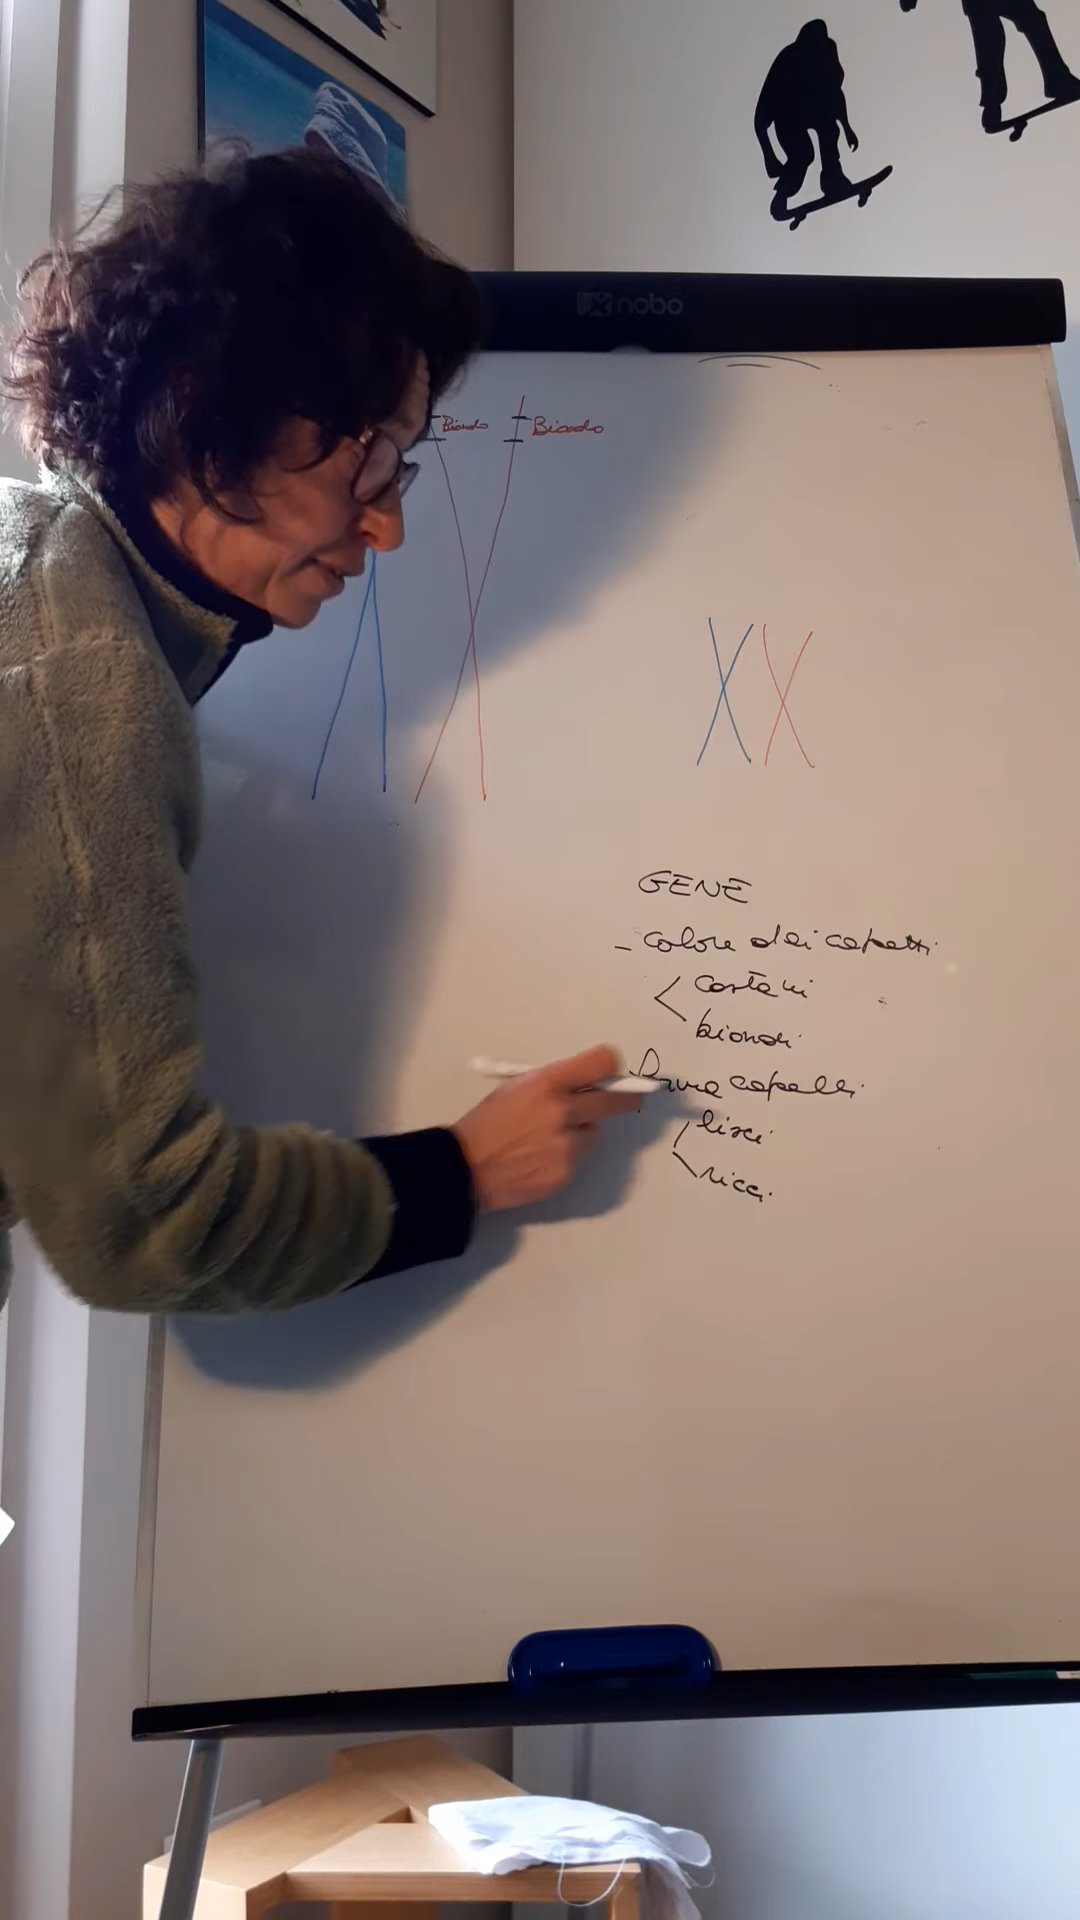 nobo
Biondo Biondo
GENE
- colore dei capelli
castani
biondi
Forma capelli
lisci
ricci